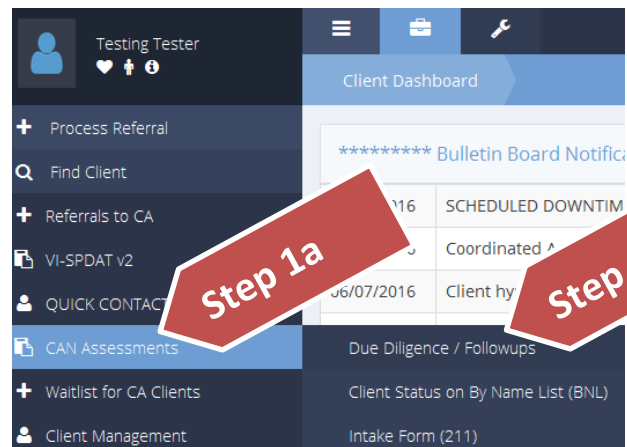 Testing Tester
Client Dashboard
Process Referral
Find Client
Referrals to CA
VI-SPDAT v2
QUICK CONTACT
CAN Assessments
Waitlist for CA Clients
Client Management
********* Bulletin Board Notifica
16 SCHEDULED DOWNTIM
Coordinated
06/07/2016 Client hy
Step 1a
Step
Due Diligence / Followups
Client Status on By Name List (BNL)
Intake Form (211)